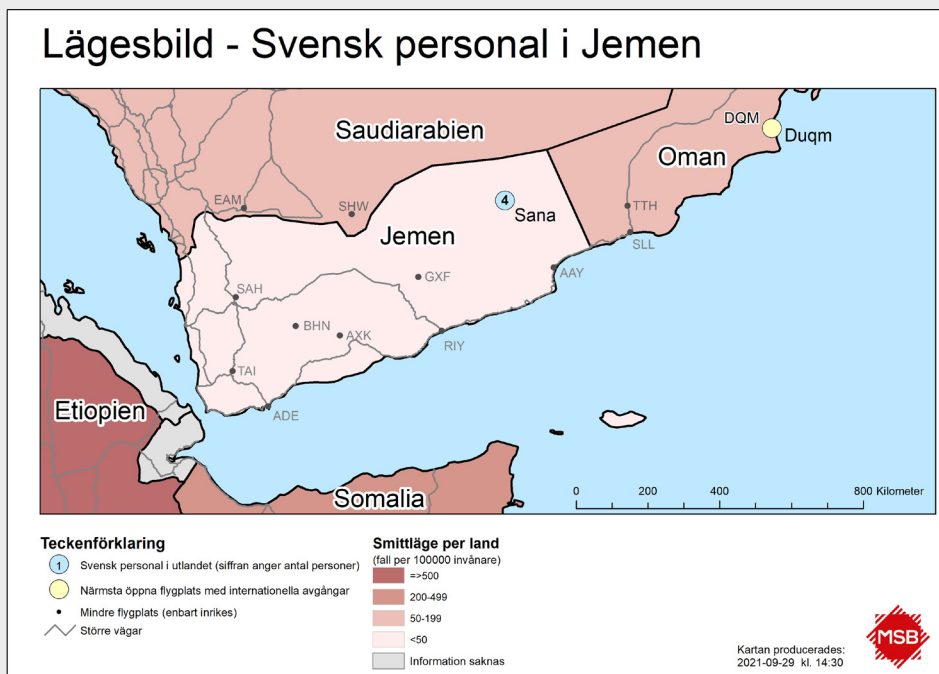 Lägesbild - Svensk personal i Jemen
DQM
Duqm
Saudiarabien
Oman
EAM
SHW
4
Sana
TTH
Jemen
SLL
GXF
AAY
SAH
BHN
AXK
RIY
TAI
Etiopien
ADE
Somalia
0 200 400 800 Kilometer
Teckenförklaring
1 Svensk personal i utlandet (siffran anger antal personer)
Närmsta öppna flygplats med internationella avgångar
Mindre flygplats (enbart inrikes)
Större vägar
Smittläge per land
(fall per 100000 invånare)
=>500
200-499
50-199
<50
Information saknas
Kartan producerades:
2021-09-29 kl. 14:30
MSB